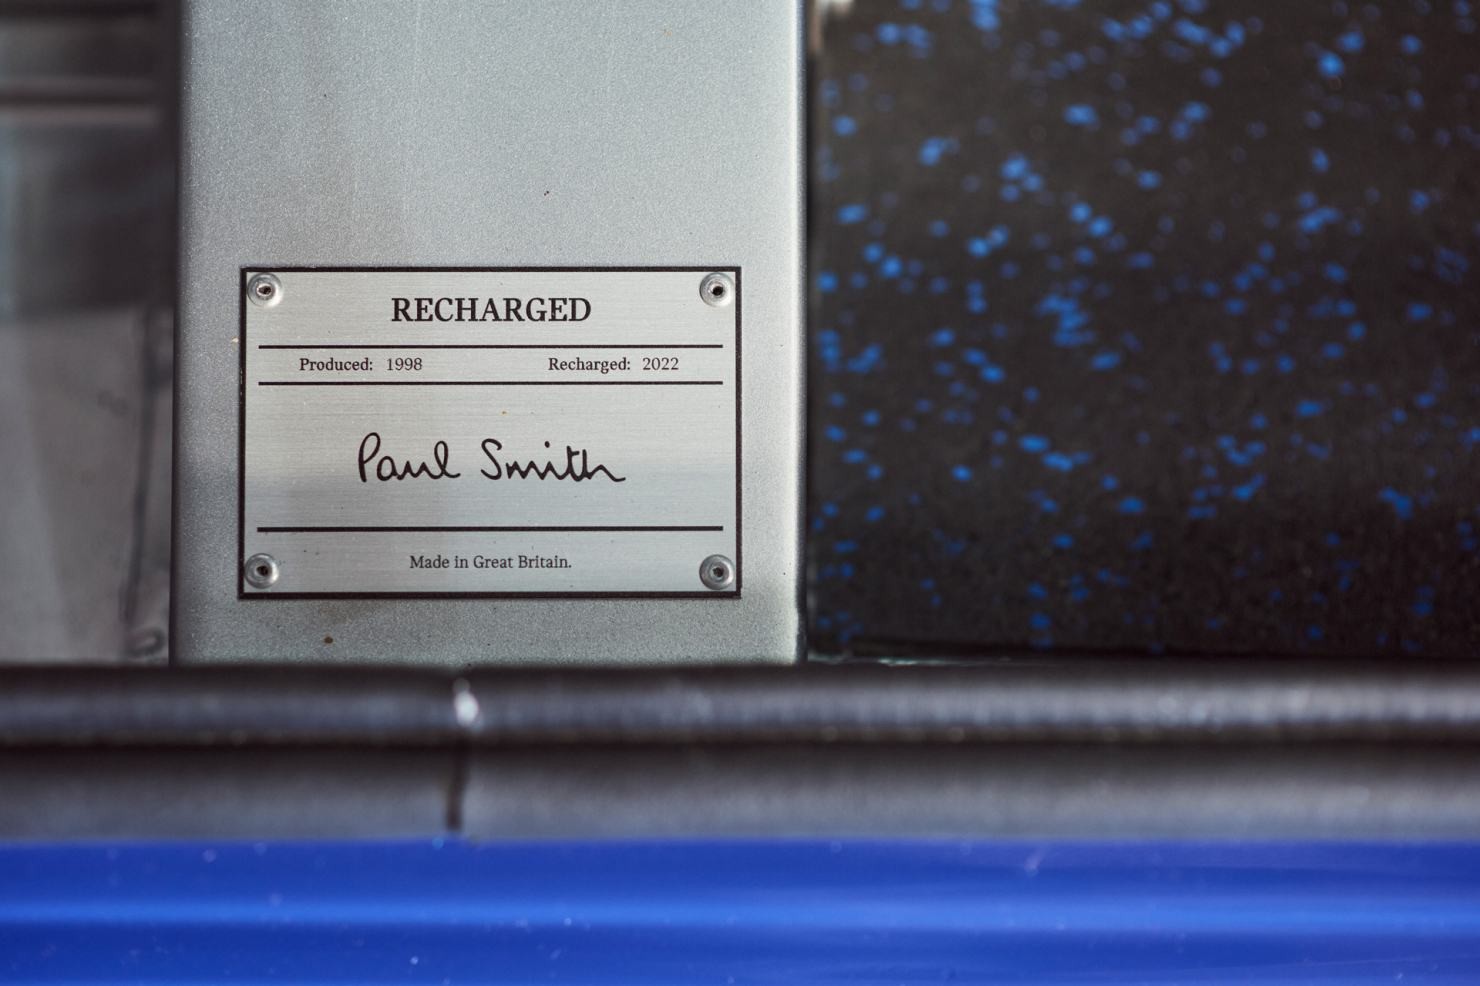 RECHARGED
Produced: 1998 Recharged: 2022
Paul Smith
Made in Great Britain.